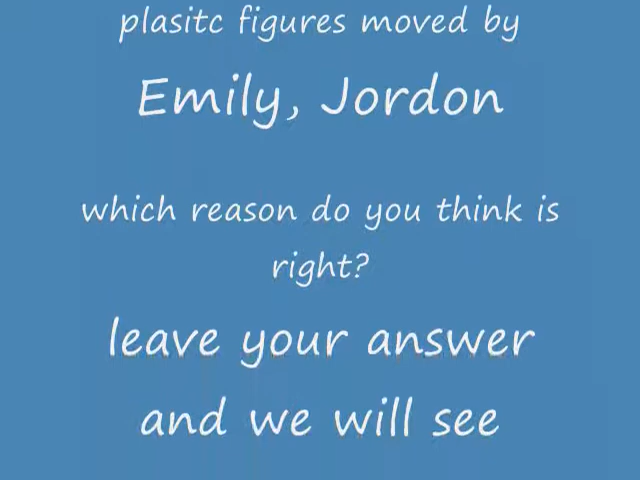 plasitc figures moved by
Emily, Jordon
which reason do you think is
right?
leave your answer
and we will see